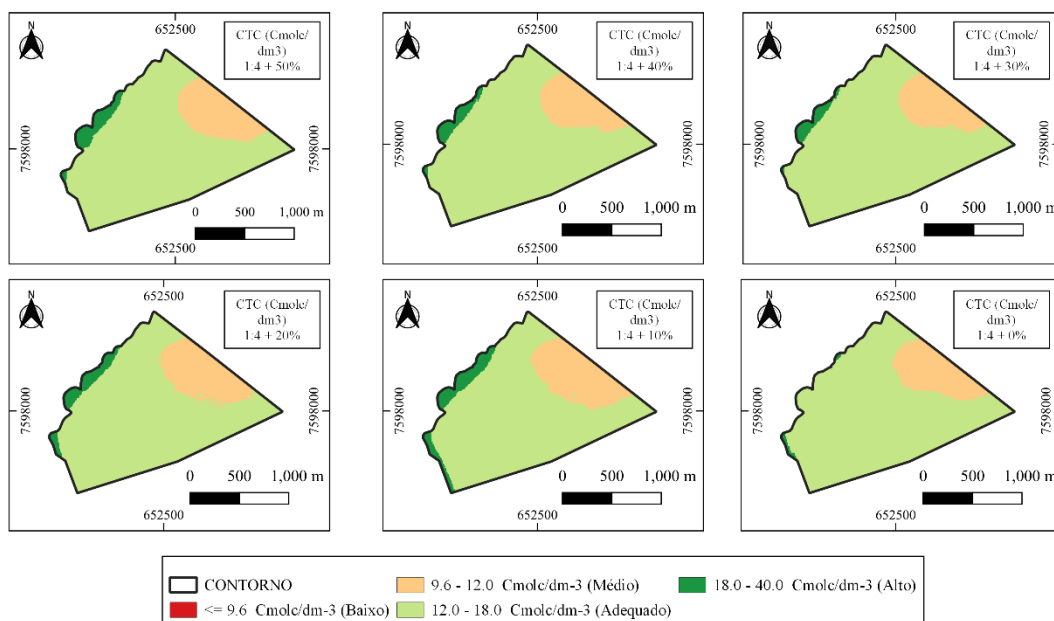 652500
N
CTC (Cmolc/
dm3)
1:4 + 50%
7598000
7598000
0 500 1,000 m
652500
652500
N
CTC (Cmolc/
dm3)
1:4 + 40%
7598000
7598000
0 500 1,000 m
652500
652500
N
CTC (Cmolc/
dm3)
1:4 + 30%
7598000
7598000
0 500 1,000 m
652500
652500
N
CTC (Cmolc/
dm3)
1:4 + 20%
7598000
7598000
0 500 1,000 m
652500
652500
N
CTC (Cmolc/
dm3)
1:4 + 10%
7598000
7598000
0 500 1,000 m
652500
652500
N
CTC (Cmolc/
dm3)
1:4 + 0%
7598000
7598000
0 500 1,000 m
652500
CONTORNO
9.6 - 12.0 Cmolc/dm-3 (Médio)
18.0 - 40.0 Cmolc/dm-3 (Alto)
<= 9.6 Cmolc/dm-3 (Baixo)
12.0 - 18.0 Cmolc/dm-3 (Adequado)